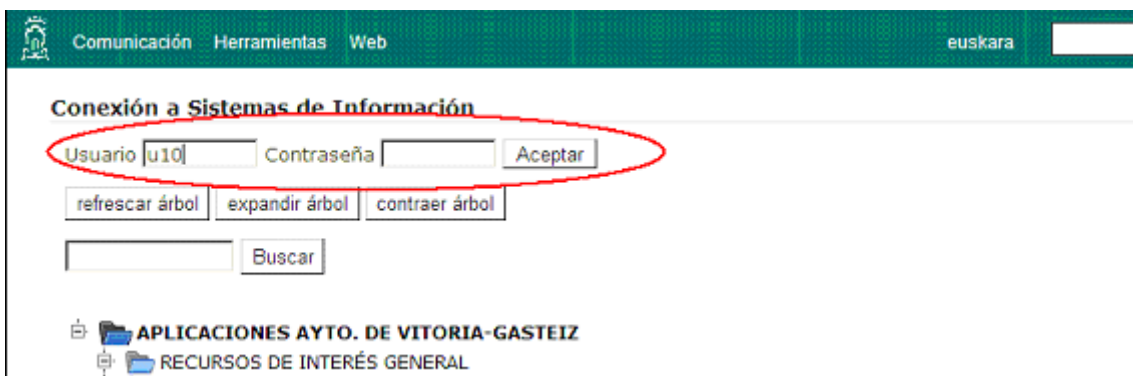 Comunicación Herramientas Web euskara
Conexión a Sistemas de Información
Usuario u10 Contraseña Aceptar
refrescar árbol expandir árbol contraer árbol
Buscar
APLICACIONES AYTO. DE VITORIA-GASTEIZ
RECURSOS DE INTERÉS GENERAL